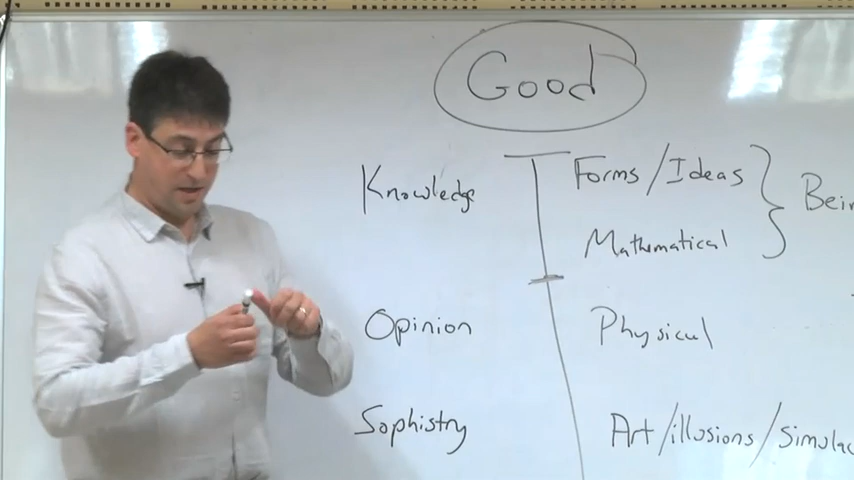 Good
Knowledge Forms/Ideas
Mathematical
Opinion Physical
Sophistry Art/illusions/